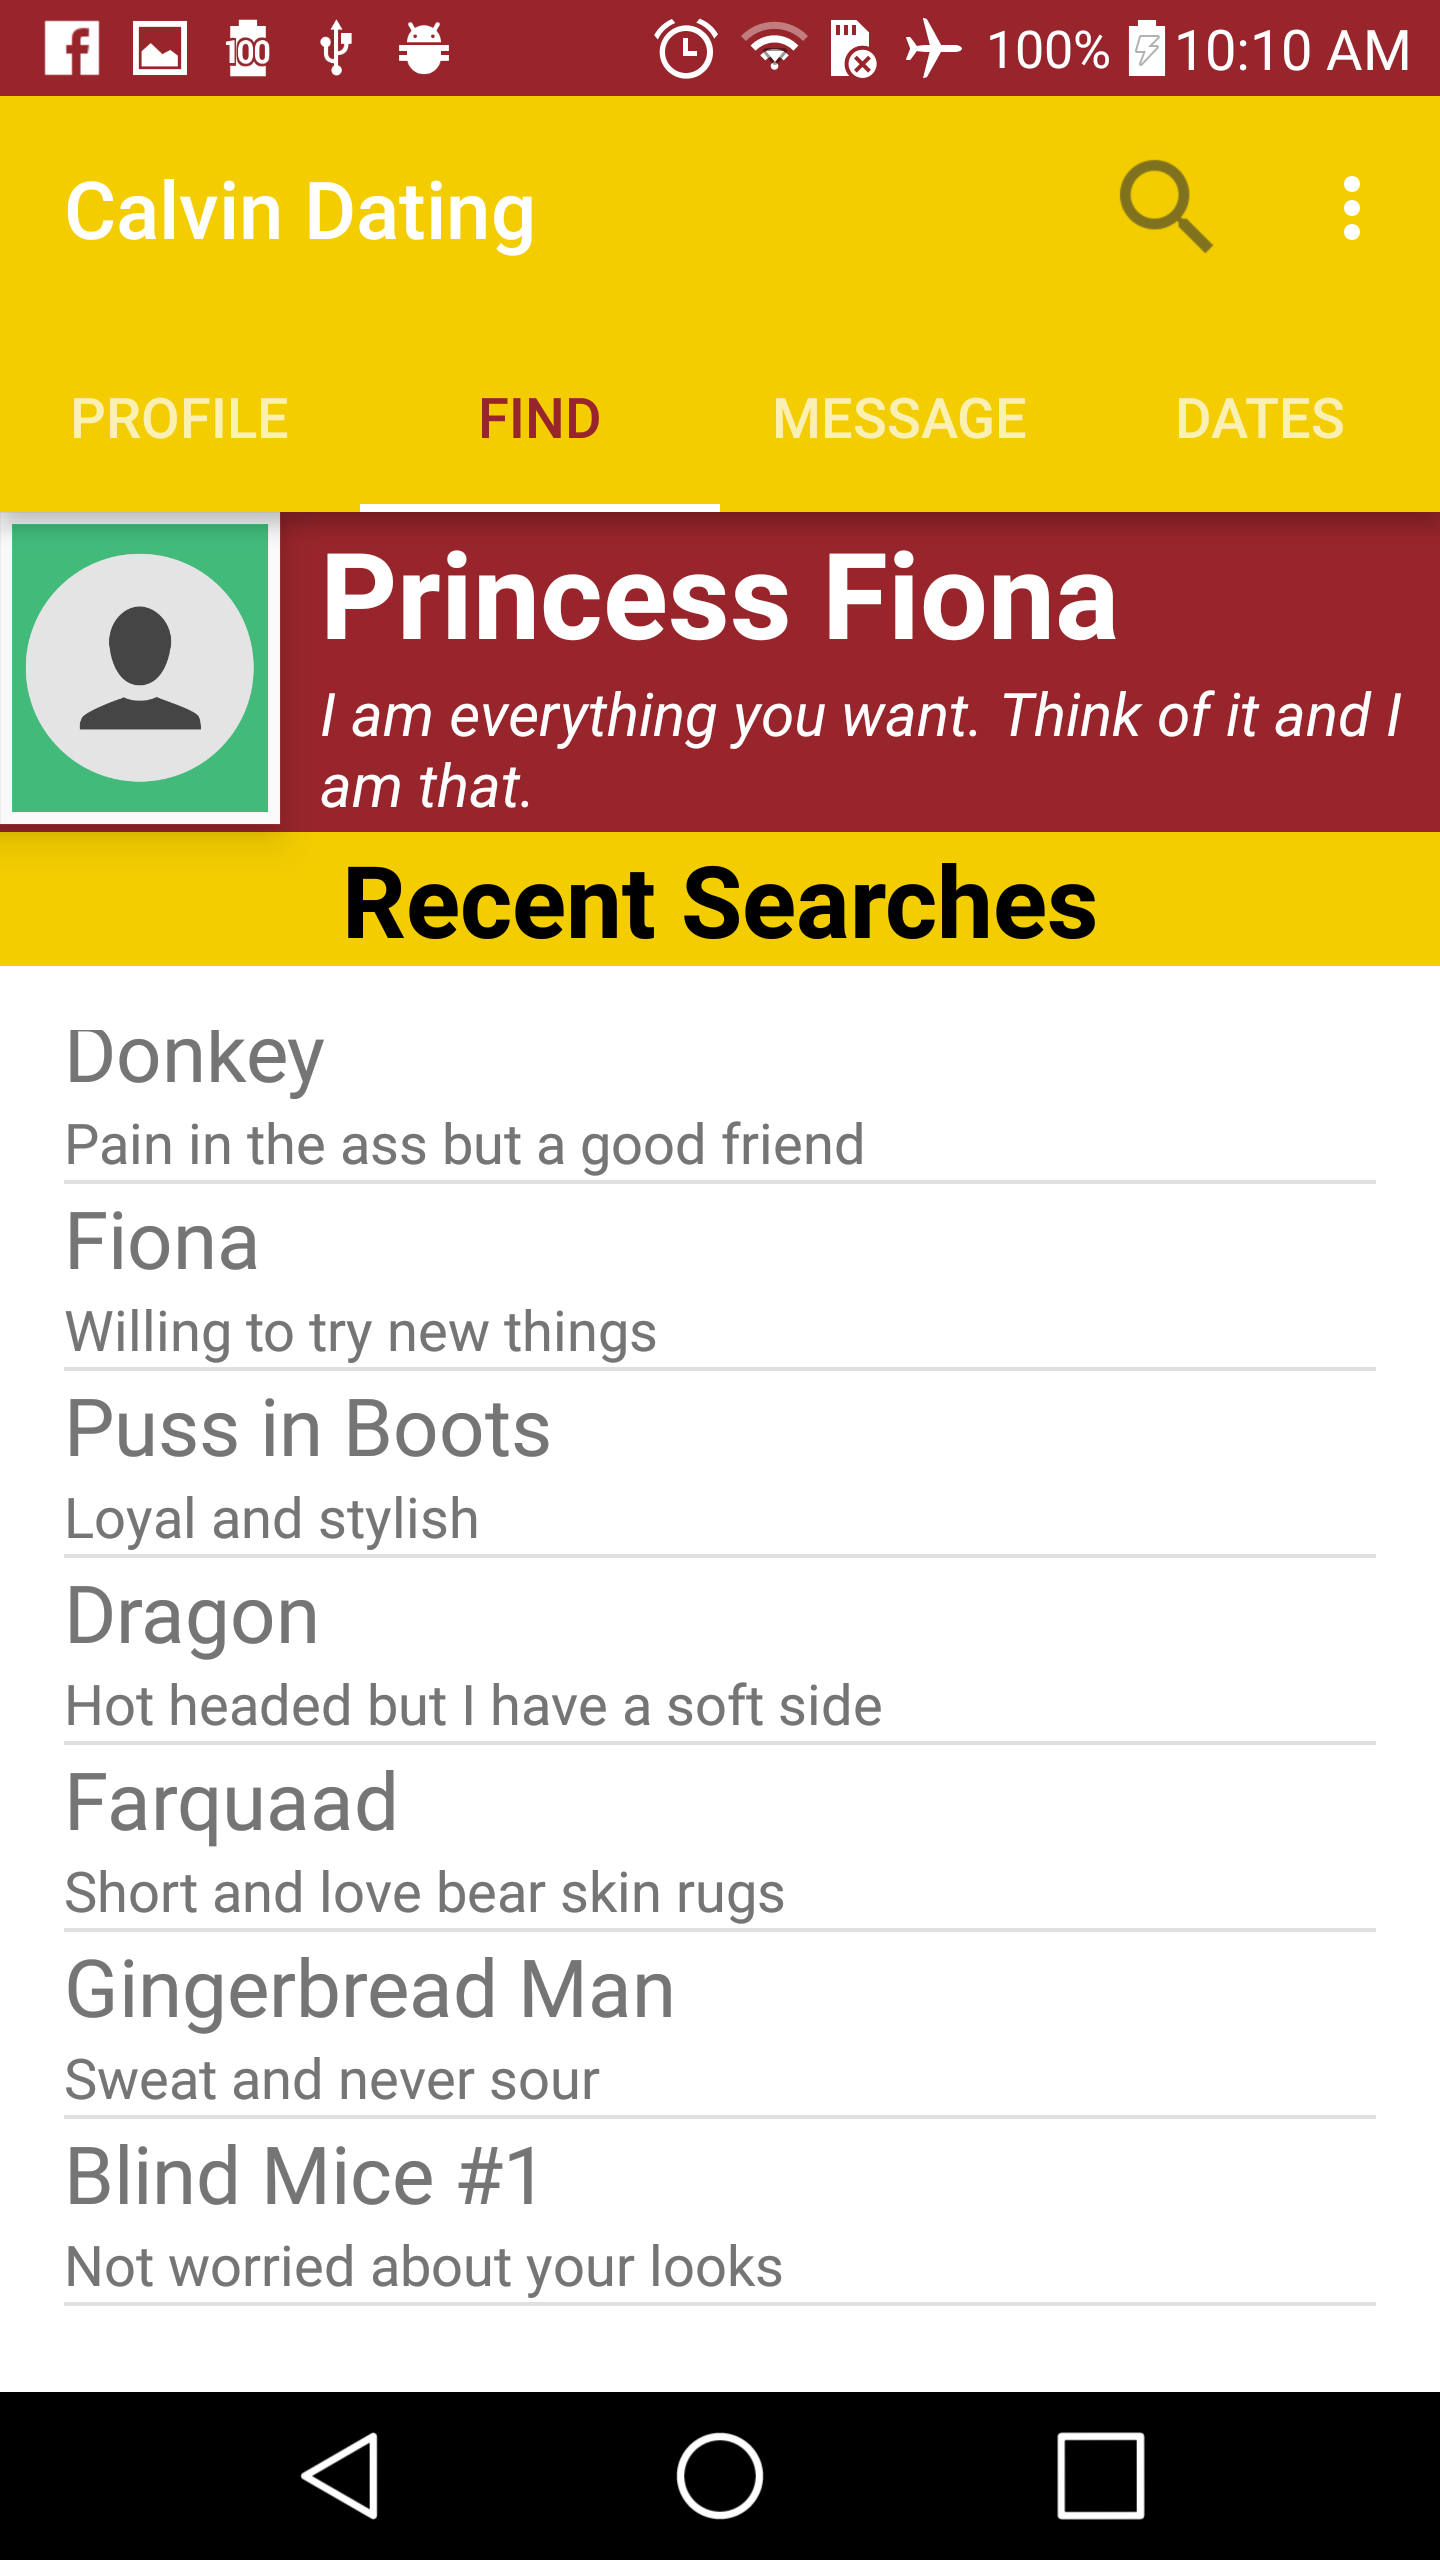 100 100% 10:10 AM
Calvin Dating
PROFILE FIND MESSAGE DATES
Princess Fiona
I am everything you want. Think of it and I
am that.
Recent Searches
Donkey
Pain in the ass but a good friend
Fiona
Willing to try new things
Puss in Boots
Loyal and stylish
Dragon
Hot headed but I have a soft side
Farquaad
Short and love bear skin rugs
Gingerbread Man
Sweat and never sour
Blind Mice #1
Not worried about your looks